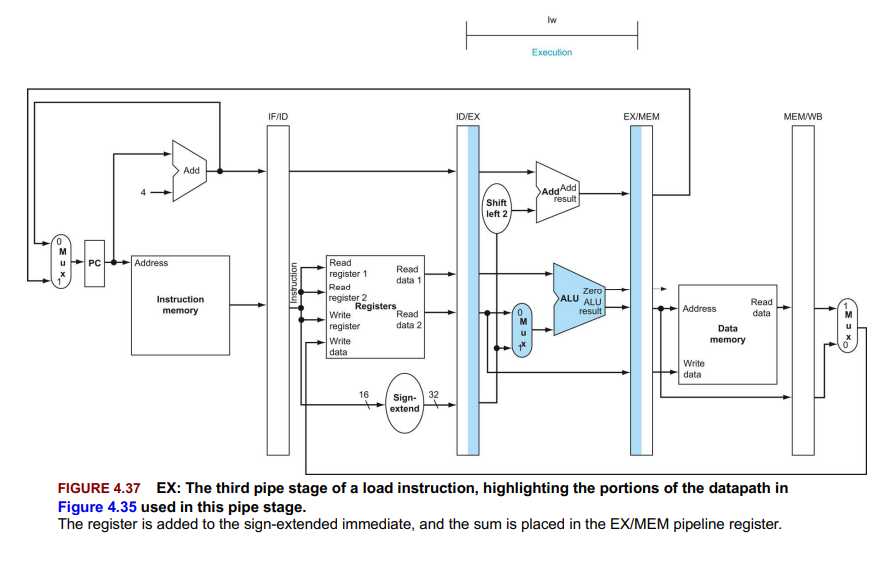 lw
Execution
IF/ID
ID/EX
EX/MEM
MEM/WB
Add
4
Shift
left 2
Add Add
result
0
M
u
x
1
PC
Address
Instruction
memory
Instruction
Read
register 1
Read
register 2
Registers
Write
register
Write
data
Read
data 1
Read
data 2
16
Sign-
extend
32
0
M
u
x
1
ALU
Zero
ALU
result
Address
Read
data
Data
memory
Write
data
1
M
u
x
0
FIGURE 4.37 EX: The third pipe stage of a load instruction, highlighting the portions of the datapath in
Figure 4.35 used in this pipe stage.
The register is added to the sign-extended immediate, and the sum is placed in the EX/MEM pipeline register.